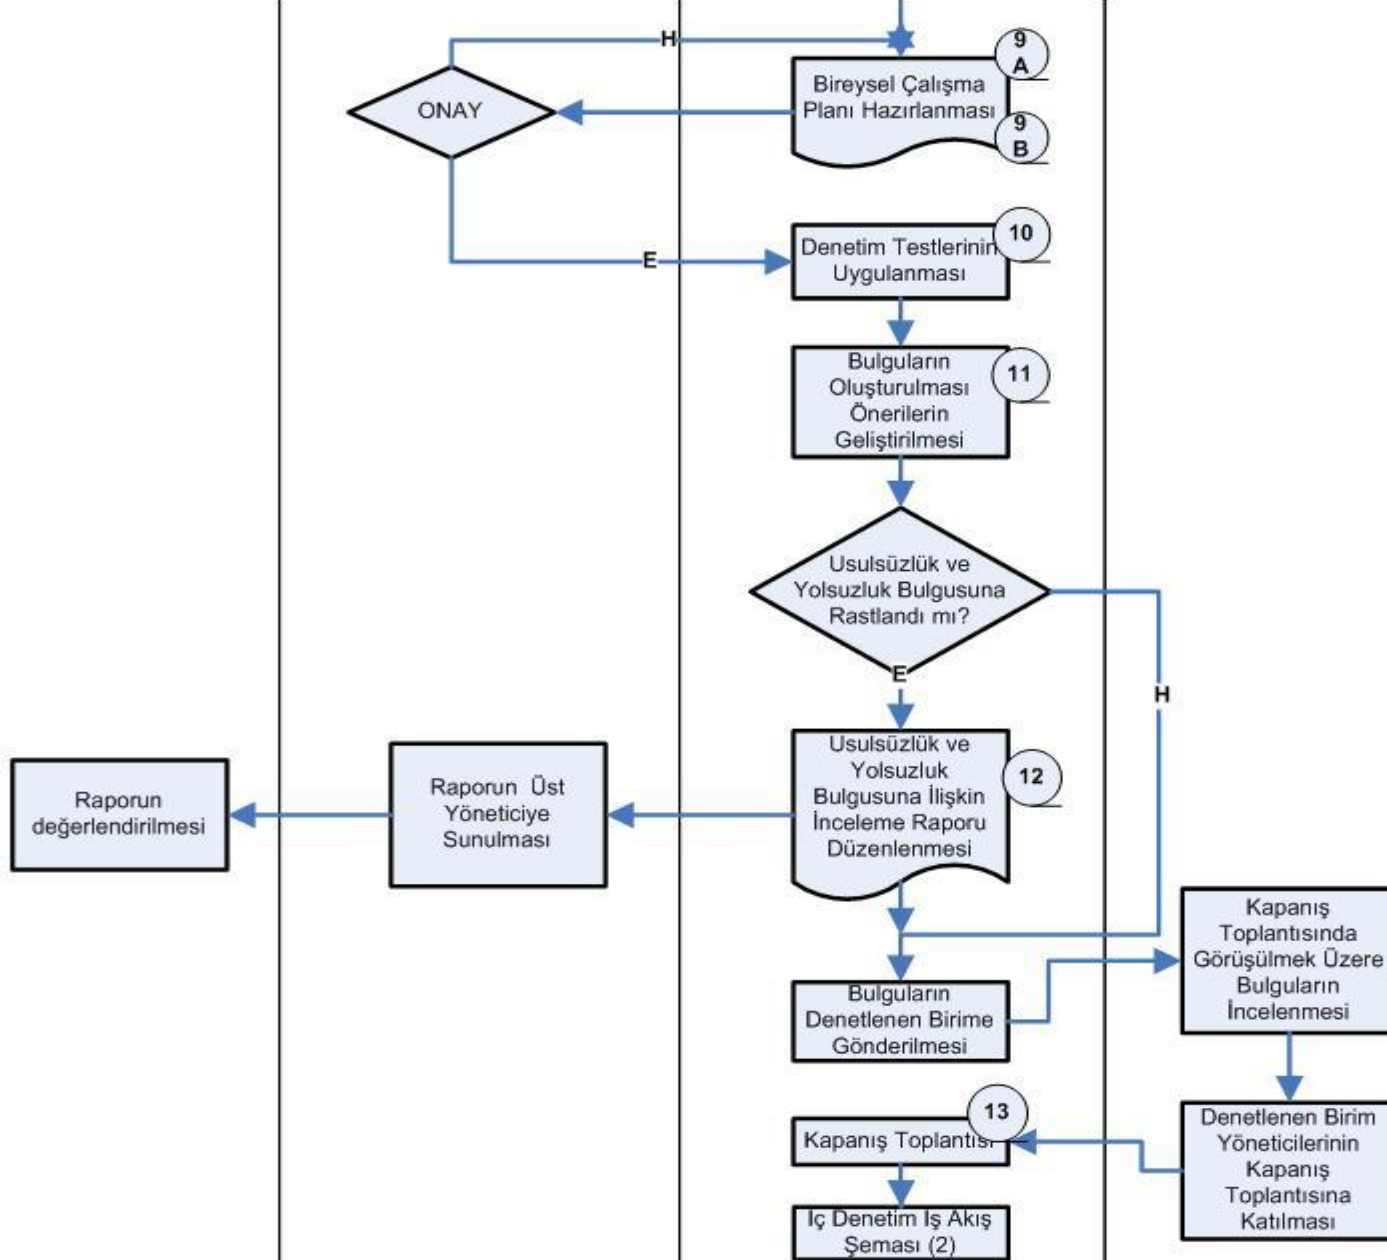 H
9
A
ONAY
Bireysel Çalışma
Planı Hazırlanması
9
B
10
Denetim Testlerinin
Uygulanması
E
11
Bulguların
Oluşturulması
Önerilerin
Geliştirilmesi
Usulsüzlük ve
Yolsuzluk Bulgusuna
Rastlandı mı?
E
H
Usulsüzlük ve
Yolsuzluk
Bulgusuna İlişkin
İnceleme Raporu
Düzenlenmesi
12
Raporun Üst
Yöneticiye
Sunulması
Raporun
değerlendirilmesi
Kapanış
Toplantısında
Görüşülmek Üzere
Bulguların
İncelenmesi
Bulguların
Denetlenen Birime
Gönderilmesi
13
Kapanış Toplantısı
Denetlenen Birim
Yöneticilerinin
Kapanış
Toplantısına
Katılması
İç Denetim İş Akış
Şeması (2)